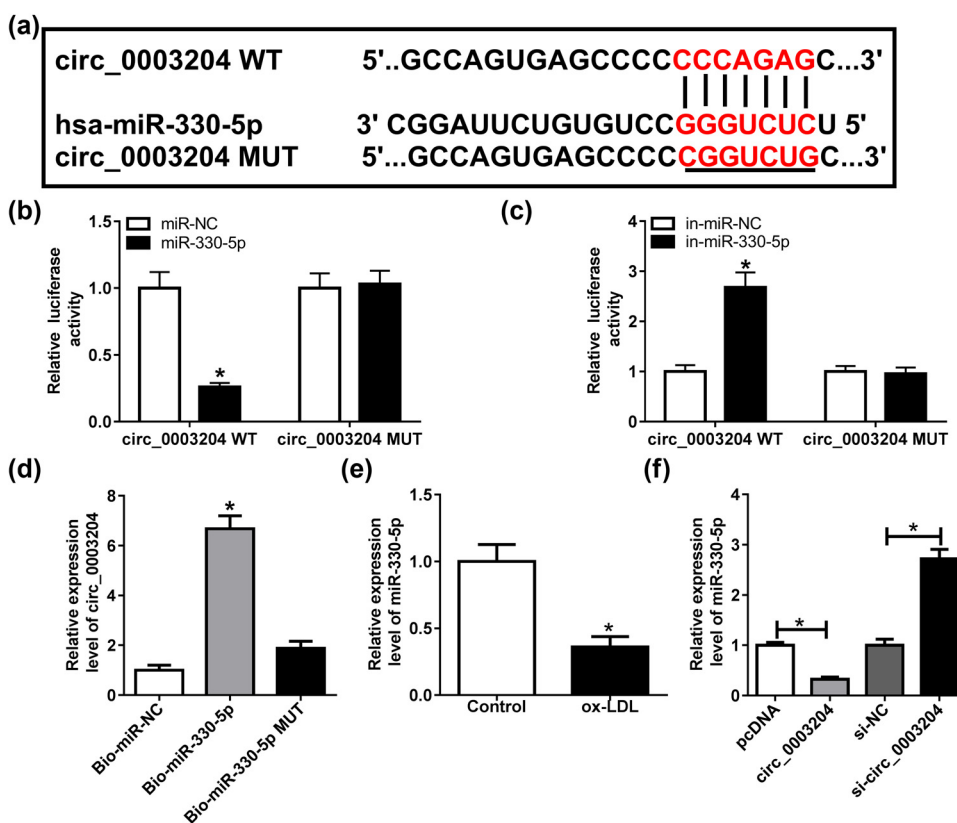 (a)
circ_0003204 WT 5'..GCCAGUGAGCCCCCCCAGAGC...3'
hsa-miR-330-5p 3' CGGAUUCUGUGUCCGGGUCUCU 5'
circ_0003204 MUT 5'..GCCAGUGAGCCCCCGGUCUGC...3'
(b)
miR-NC
miR-330-5p
Relative luciferase
activity
1.5
1.0
0.5
0.0
*
circ_0003204 WT circ_0003204 MUT
(c)
in-miR-NC
in-miR-330-5p
Relative luciferase
activity
4
3
2
1
0
*
circ_0003204 WT circ_0003204 MUT
(d)
Relative expression
level of circ_0003204
8
6
4
2
0
*
Bio-miR-NC
Bio-miR-330-5p
Bio-miR-330-5p MUT
(e)
Relative expression
level of miR-330-5p
1.5
1.0
0.5
0.0
*
Control ox-LDL
(f)
Relative expression
level of miR-330-5p
4
3
2
1
0
*
*
pcDNA
circ_0003204
si-NC
si-circ_0003204